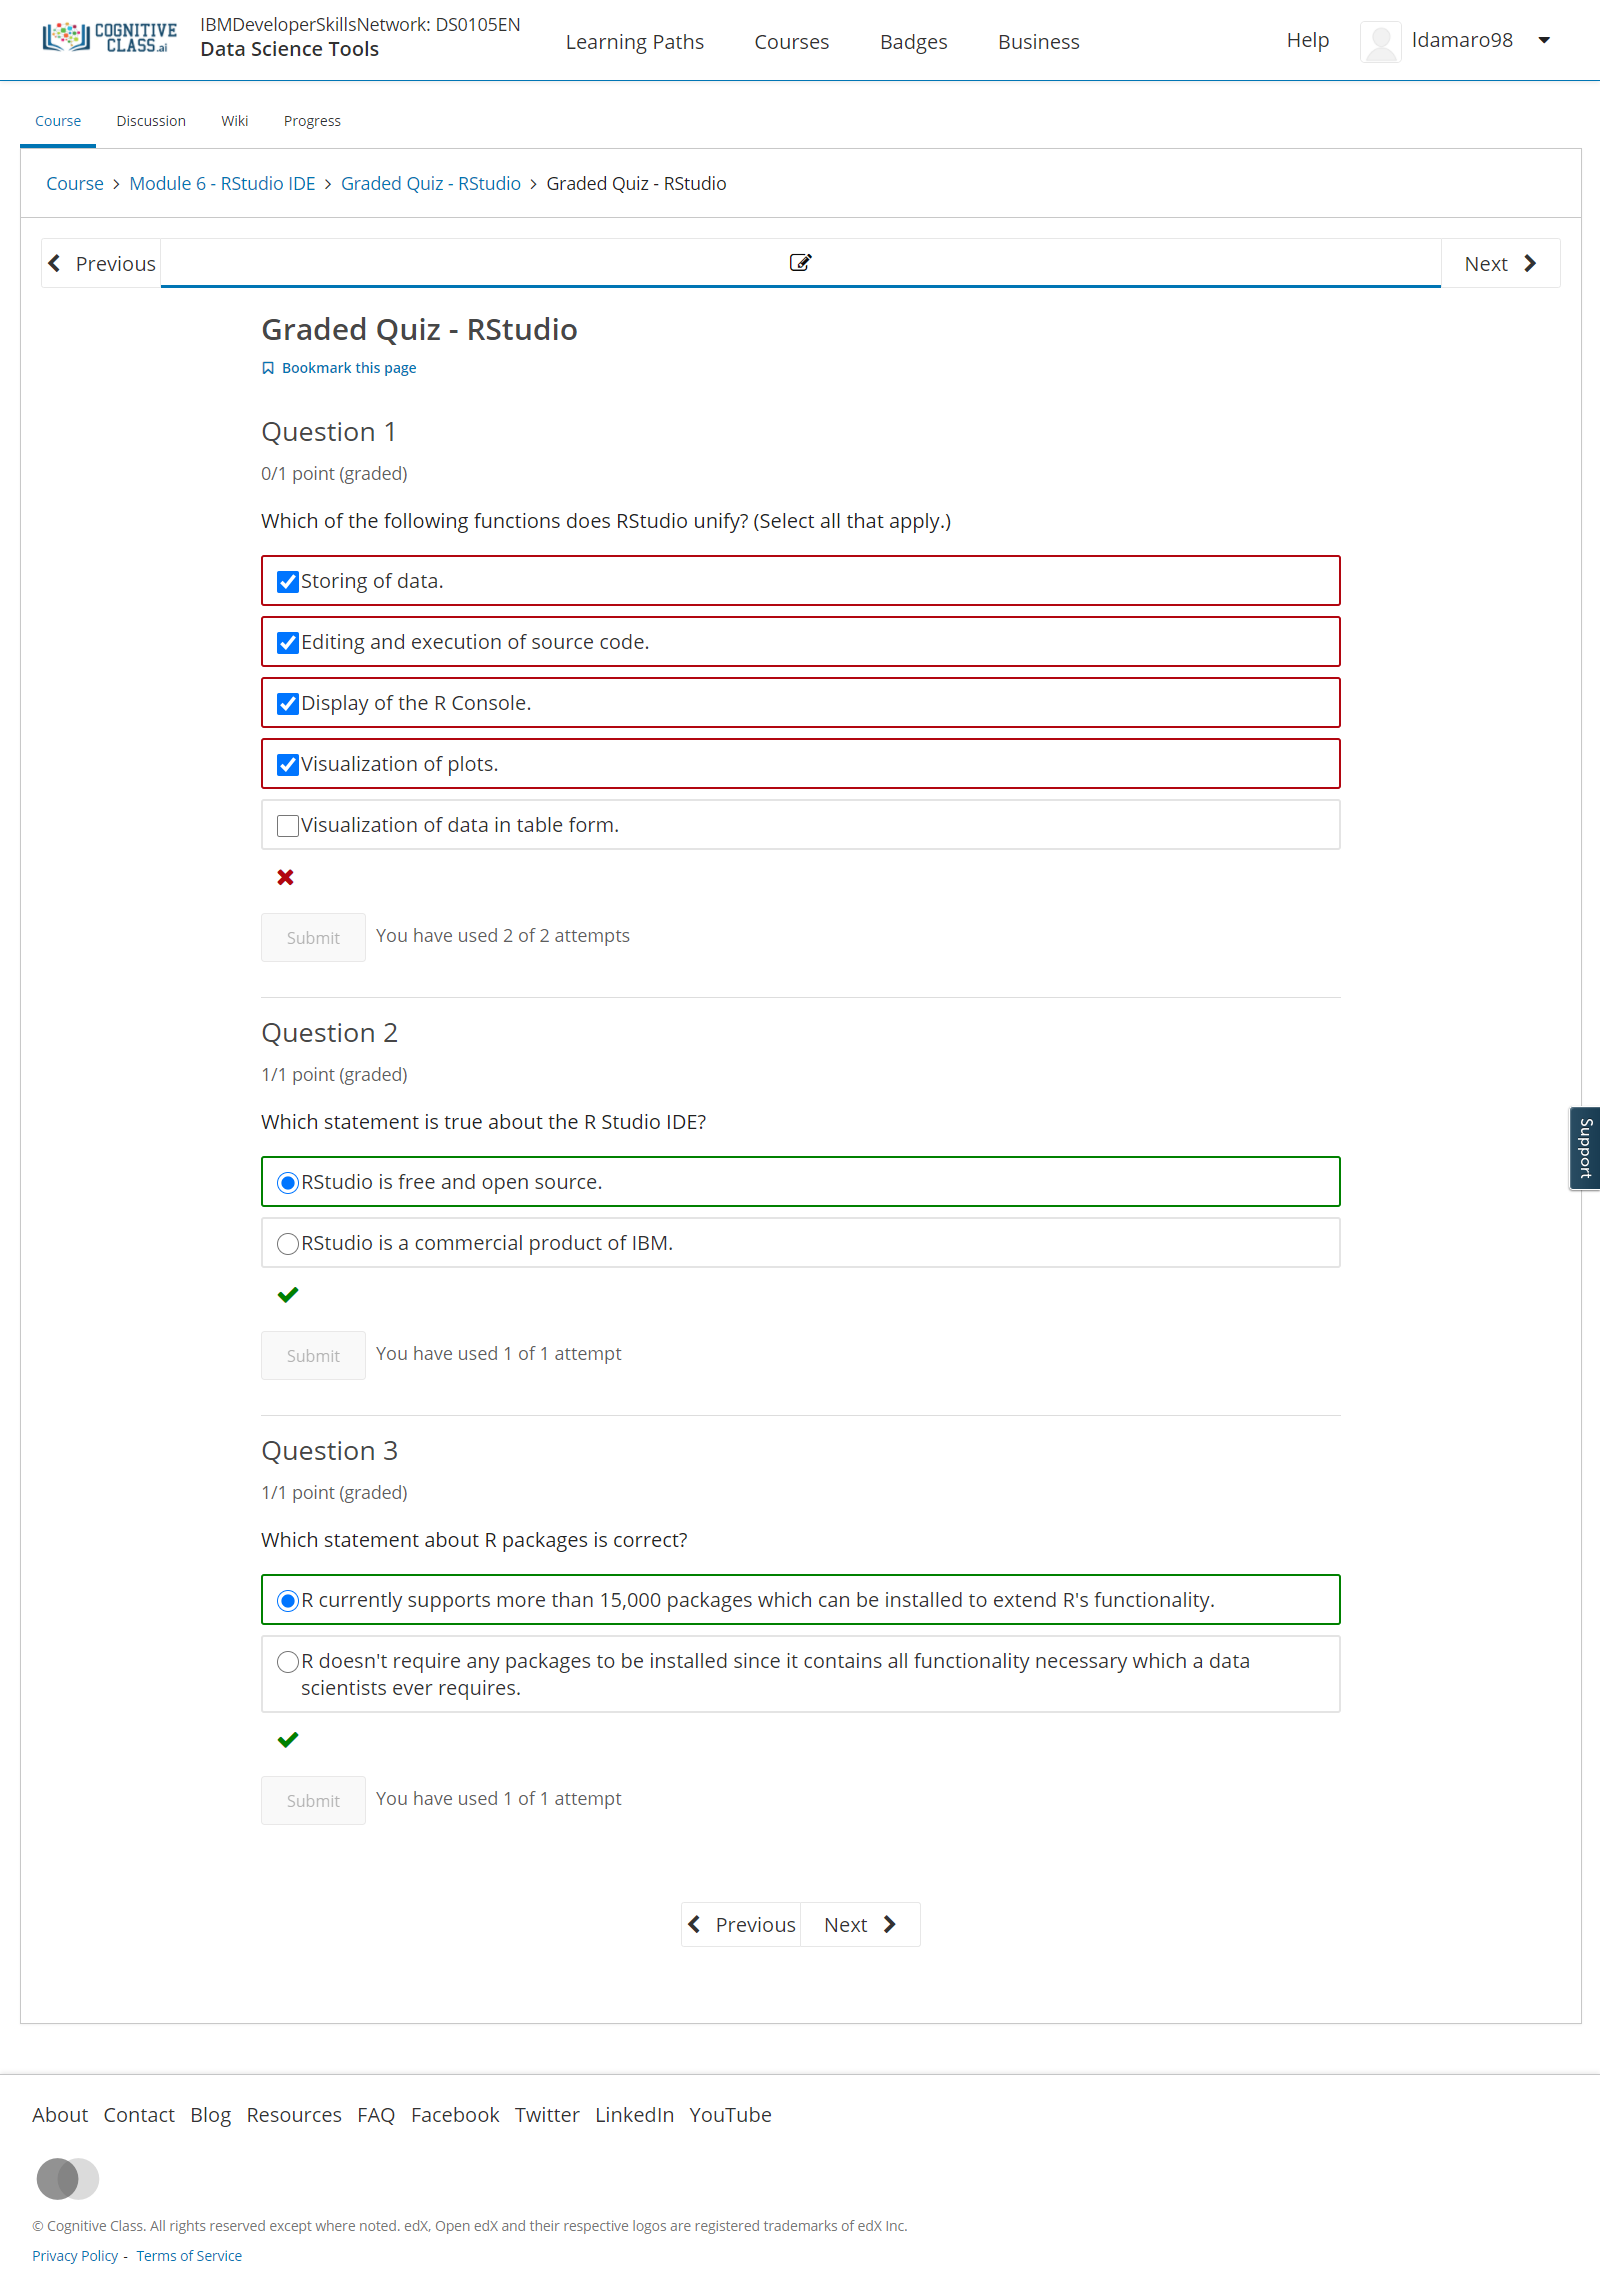 COGNITIVE
CLASS.ai
IBMDeveloperSkillsNetwork: DS0105EN
Data Science Tools
Learning Paths
Courses
Badges
Business
Help
ldamaro98
Course
Discussion
Wiki
Progress
Course > Module 6 - RStudio IDE > Graded Quiz - RStudio > Graded Quiz - RStudio
Previous
Next
Graded Quiz - RStudio
Bookmark this page
Question 1
0/1 point (graded)
Which of the following functions does RStudio unify? (Select all that apply.)
Storing of data.
Editing and execution of source code.
Display of the R Console.
Visualization of plots.
Visualization of data in table form.
Submit
You have used 2 of 2 attempts
Question 2
1/1 point (graded)
Which statement is true about the R Studio IDE?
RStudio is free and open source.
RStudio is a commercial product of IBM.
Submit
You have used 1 of 1 attempt
Support
Question 3
1/1 point (graded)
Which statement about R packages is correct?
R currently supports more than 15,000 packages which can be installed to extend R's functionality.
R doesn't require any packages to be installed since it contains all functionality necessary which a data
scientists ever requires.
Submit
You have used 1 of 1 attempt
Previous
Next
About Contact Blog Resources FAQ Facebook Twitter LinkedIn YouTube
© Cognitive Class. All rights reserved except where noted. edX, Open edX and their respective logos are registered trademarks of edX Inc.
Privacy Policy - Terms of Service